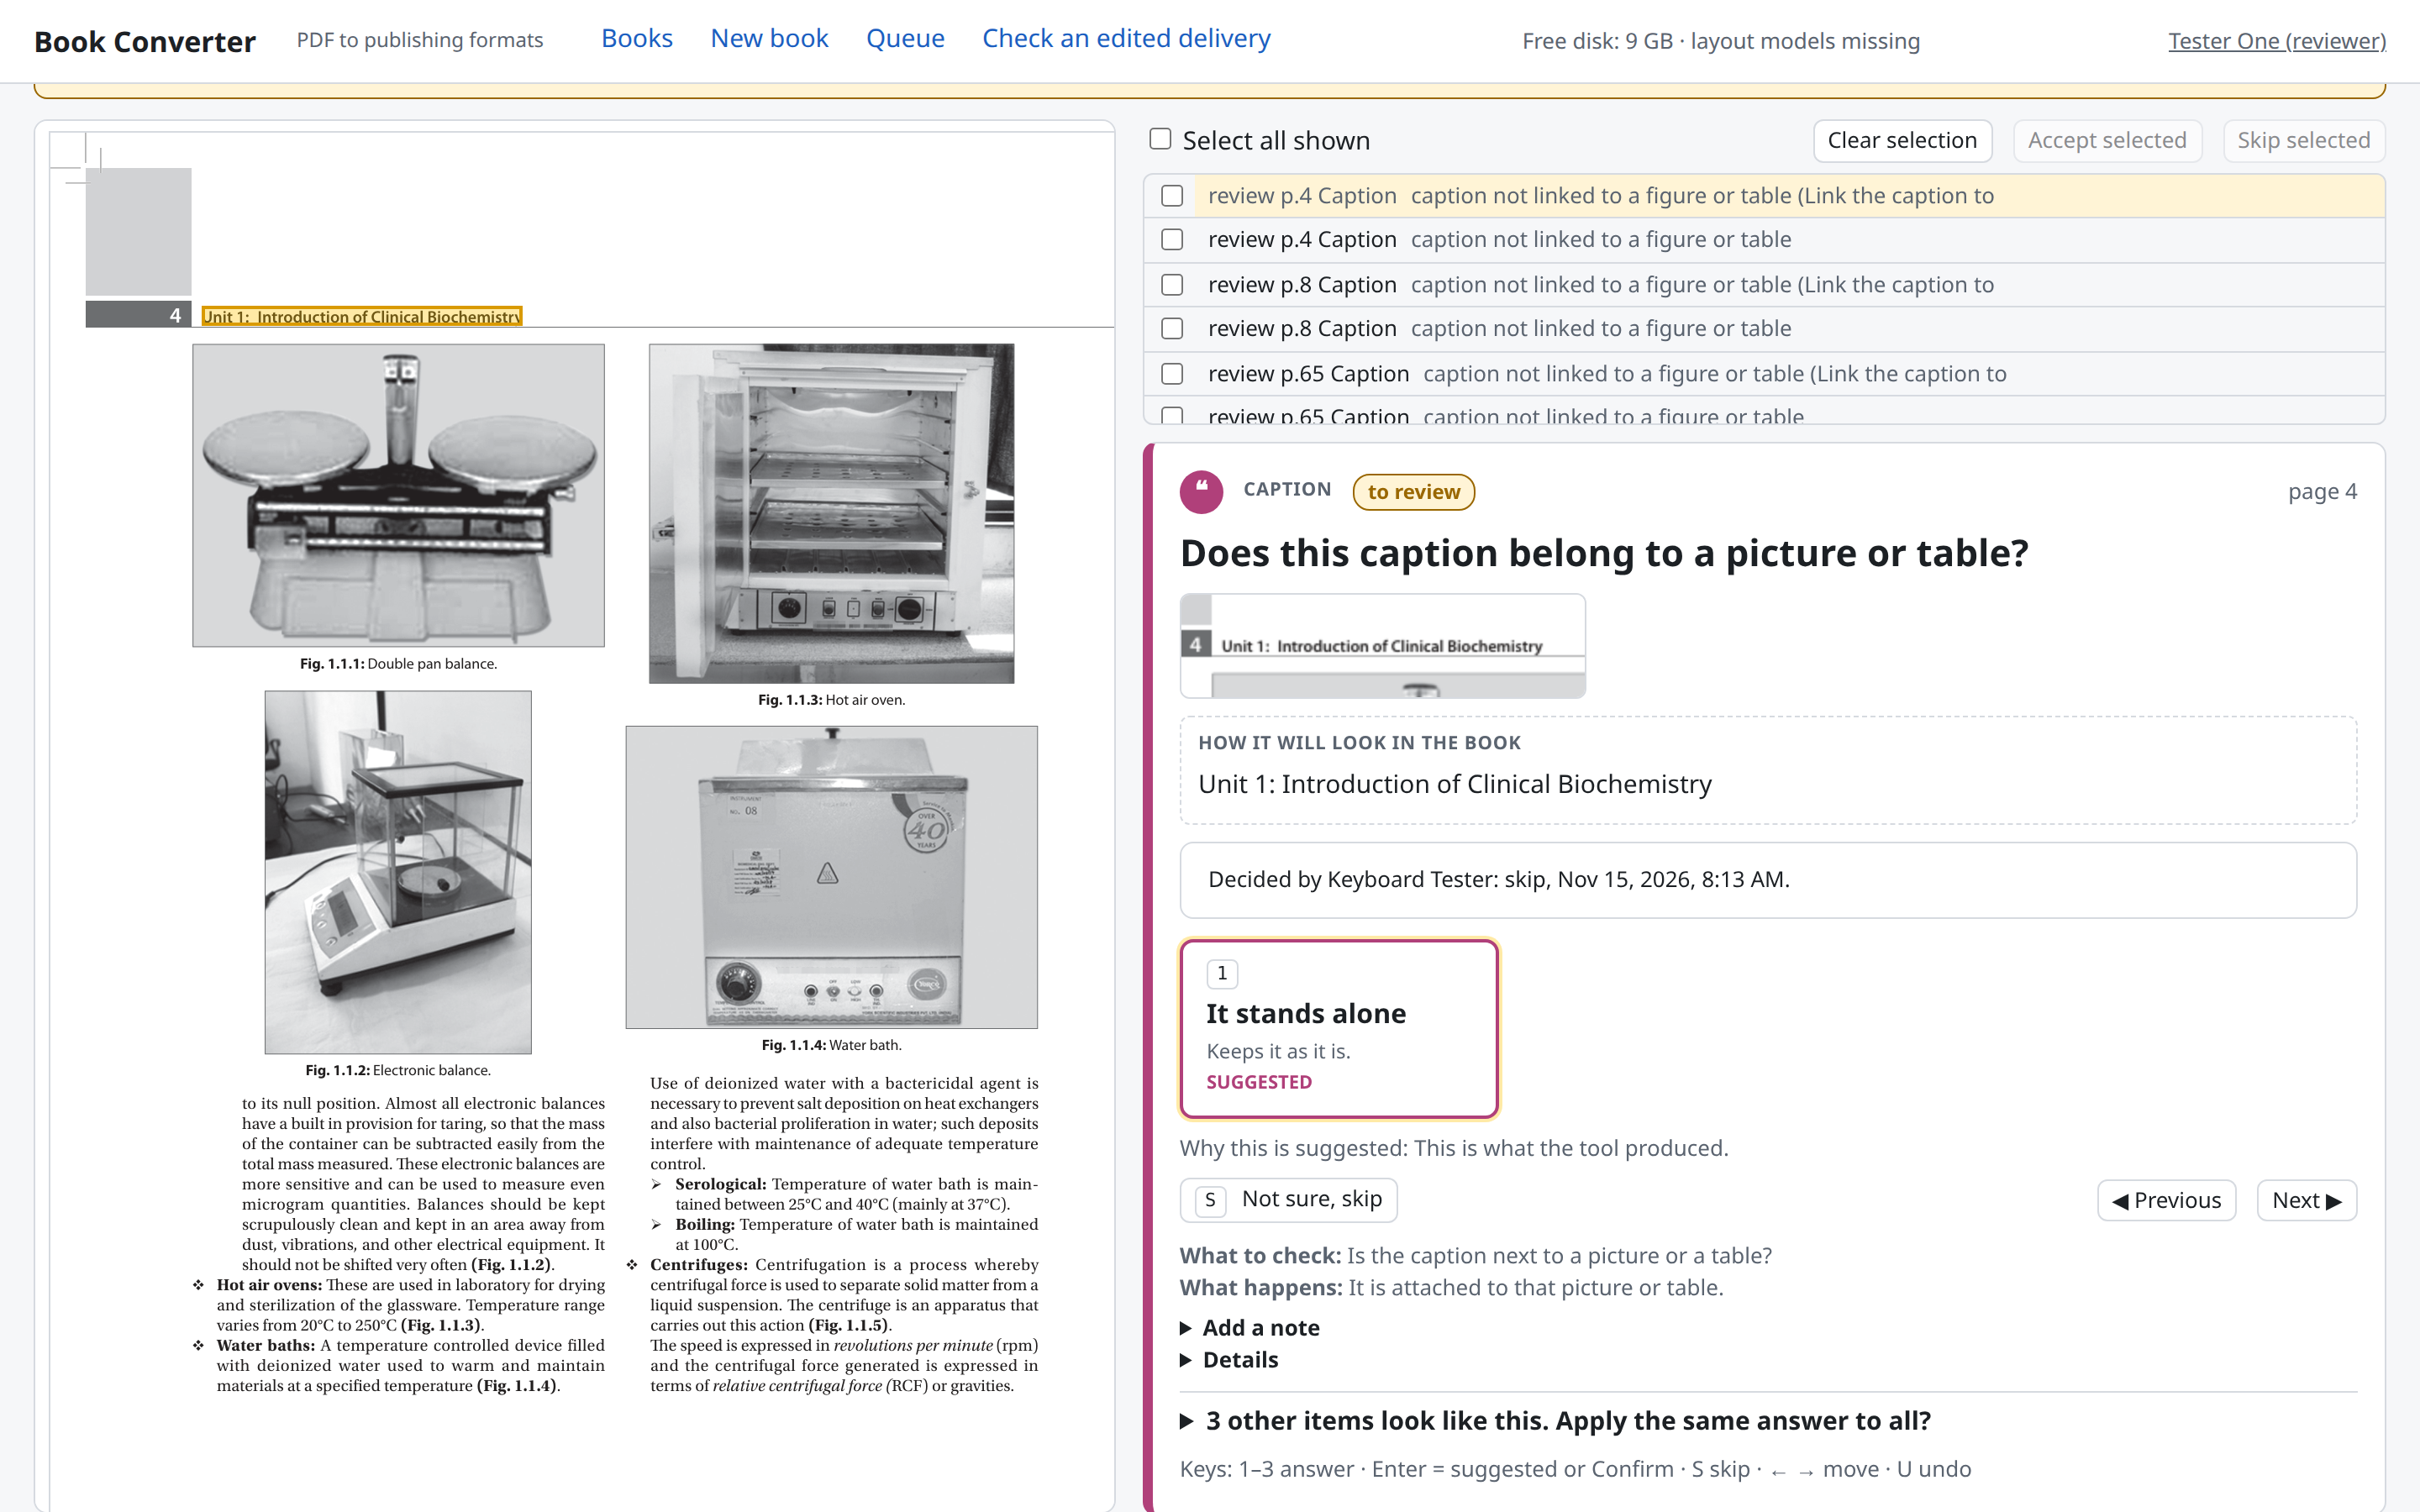 Book Converter
PDF to publishing formats
Books
New book
Queue
Check an edited delivery
Free disk: 9 GB · layout models missing
Tester One (reviewer)
4
Unit 1: Introduction of Clinical Biochemistry
Fig. 1.1.1: Double pan balance.
Fig. 1.1.2: Electronic balance.
to its null position. Almost all electronic balances
have a built in provision for taring, so that the mass
of the container can be subtracted easily from the
total mass measured. These electronic balances are
more sensitive and can be used to measure even
microgram quantities. Balances should be kept
scrupulously clean and kept in an area away from
dust, vibrations, and other electrical equipment. It
should not be shifted very often (Fig. 1.1.2).
❖ Hot air ovens: These are used in laboratory for drying
and sterilization of the glassware. Temperature range
varies from 20°C to 250°C (Fig. 1.1.3).
❖ Water baths: A temperature controlled device filled
with deionized water used to warm and maintain
materials at a specified temperature (Fig. 1.1.4).
Fig. 1.1.3: Hot air oven.
No. 08
OVER
40
YEARS
Fig. 1.1.4: Water bath.
Use of deionized water with a bactericidal agent is
necessary to prevent salt deposition on heat exchangers
and also bacterial proliferation in water; such deposits
interfere with maintenance of adequate temperature
control.
➢ Serological: Temperature of water bath is main-
tained between 25°C and 40°C (mainly at 37°C).
➢ Boiling: Temperature of water bath is maintained
at 100°C.
❖ Centrifuges: Centrifugation is a process whereby
centrifugal force is used to separate solid matter from a
liquid suspension. The centrifuge is an apparatus that
carries out this action (Fig. 1.1.5).
The speed is expressed in revolutions per minute (rpm)
and the centrifugal force generated is expressed in
terms of relative centrifugal force (RCF) or gravities.
Select all shown
Clear selection
Accept selected
Skip selected
review p.4 Caption caption not linked to a figure or table (Link the caption to
review p.4 Caption caption not linked to a figure or table
review p.8 Caption caption not linked to a figure or table (Link the caption to
review p.8 Caption caption not linked to a figure or table
review p.65 Caption caption not linked to a figure or table (Link the caption to
review p.65 Caption caption not linked to a figure or table
❝ CAPTION to review page 4
Does this caption belong to a picture or table?
4 Unit 1: Introduction of Clinical Biochemistry
HOW IT WILL LOOK IN THE BOOK
Unit 1: Introduction of Clinical Biochemistry
Decided by Keyboard Tester: skip, Nov 15, 2026, 8:13 AM.
1
It stands alone
Keeps it as it is.
SUGGESTED
Why this is suggested: This is what the tool produced.
S Not sure, skip
◀ Previous
Next ▶
What to check: Is the caption next to a picture or a table?
What happens: It is attached to that picture or table.
▶ Add a note
▶ Details
▶ 3 other items look like this. Apply the same answer to all?
Keys: 1–3 answer · Enter = suggested or Confirm · S skip · ← → move · U undo